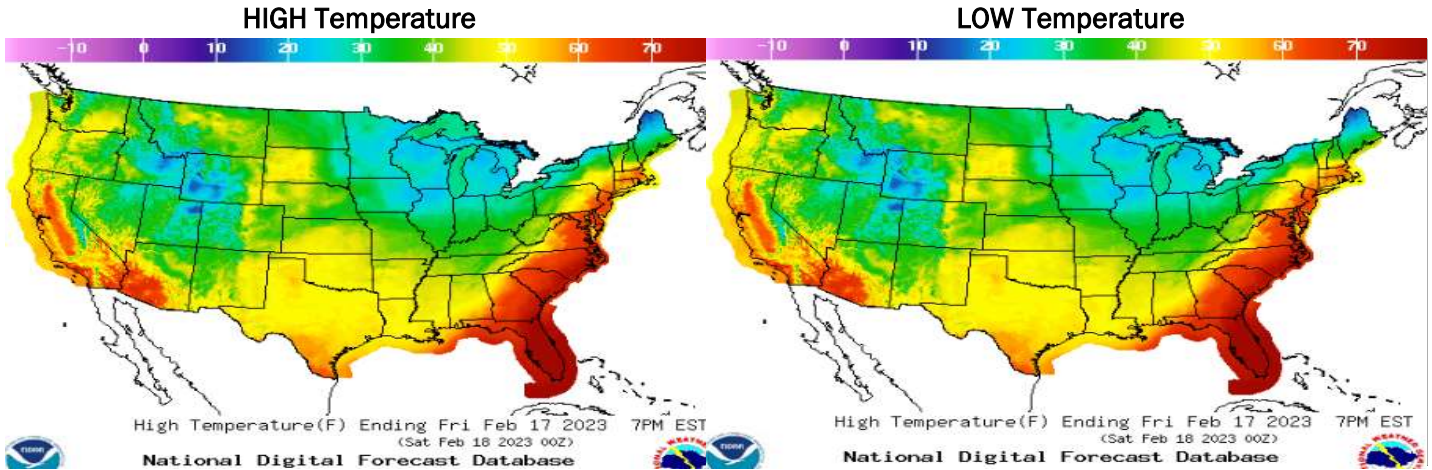 HIGH Temperature
LOW Temperature
-10 0 10 20 30 40 50 60 70
-10 0 10 20 30 40 50 60 70
High Temperature(F) Ending Fri Feb 17 2023 7PM EST
(Sat Feb 18 2023 00Z)
National Digital Forecast Database
noaa
High Temperature(F) Ending Fri Feb 17 2023 7PM EST
(Sat Feb 18 2023 00Z)
National Digital Forecast Database
noaa